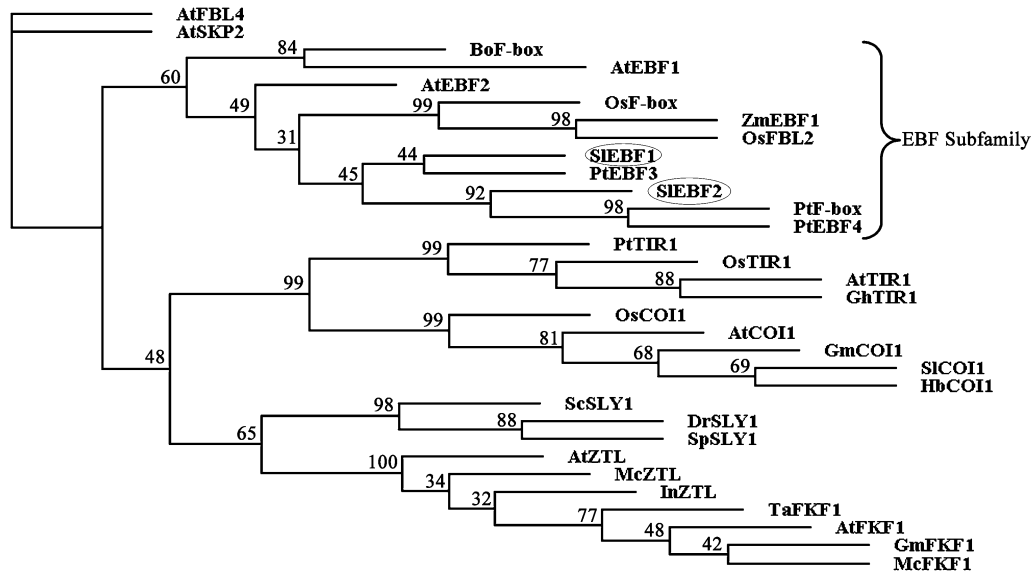 AtFBL4
AtSKP2
84 BoF-box
60 AtEBF1
49 AtEBF2
99 OsF-box
98 ZmEBF1
31 OsFBL2
EBF Subfamily
44 SlEBF1
45 PtEBF3
92 SlEBF2
98 PtF-box
PtEBF4
99 PtTIR1
77 OsTIR1
99 88 AtTIR1
GhTIR1
99 OsCOI1
81 AtCOI1
48 68 GmCOI1
69 SlCOI1
HbCOI1
98 ScSLY1
88 DrSLY1
65 SpSLY1
100 AtZTL
34 McZTL
32 InZTL
77 TaFKF1
48 AtFKF1
42 GmFKF1
McFKF1